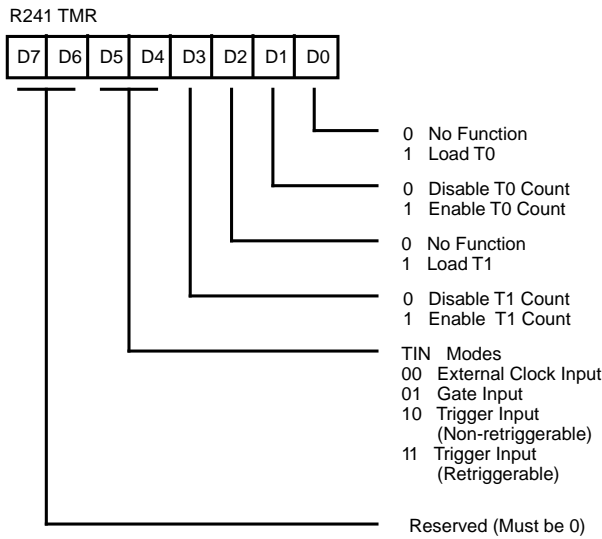 R241 TMR
D7 D6 D5 D4 D3 D2 D1 D0
0 No Function
1 Load T0
0 Disable T0 Count
1 Enable T0 Count
0 No Function
1 Load T1
0 Disable T1 Count
1 Enable T1 Count
TIN Modes
00 External Clock Input
01 Gate Input
10 Trigger Input
(Non-retriggerable)
11 Trigger Input
(Retriggerable)
Reserved (Must be 0)